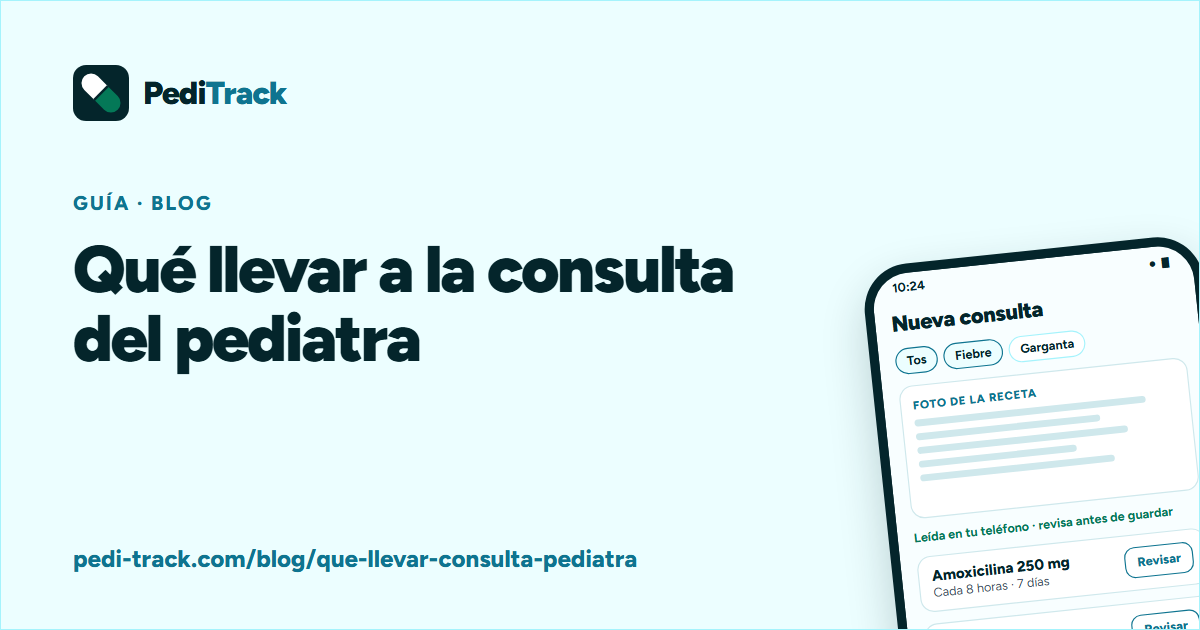 PediTrack
GUÍA · BLOG
Qué llevar a la consulta
del pediatra
pedi-track.com/blog/que-llevar-consulta-pediatra
10:24
Nueva consulta
Tos
Fiebre
Garganta
FOTO DE LA RECETA
Leída en tu teléfono · revisa antes de guardar
Amoxicilina 250 mg
Cada 8 horas · 7 días
Revisar
Revisar